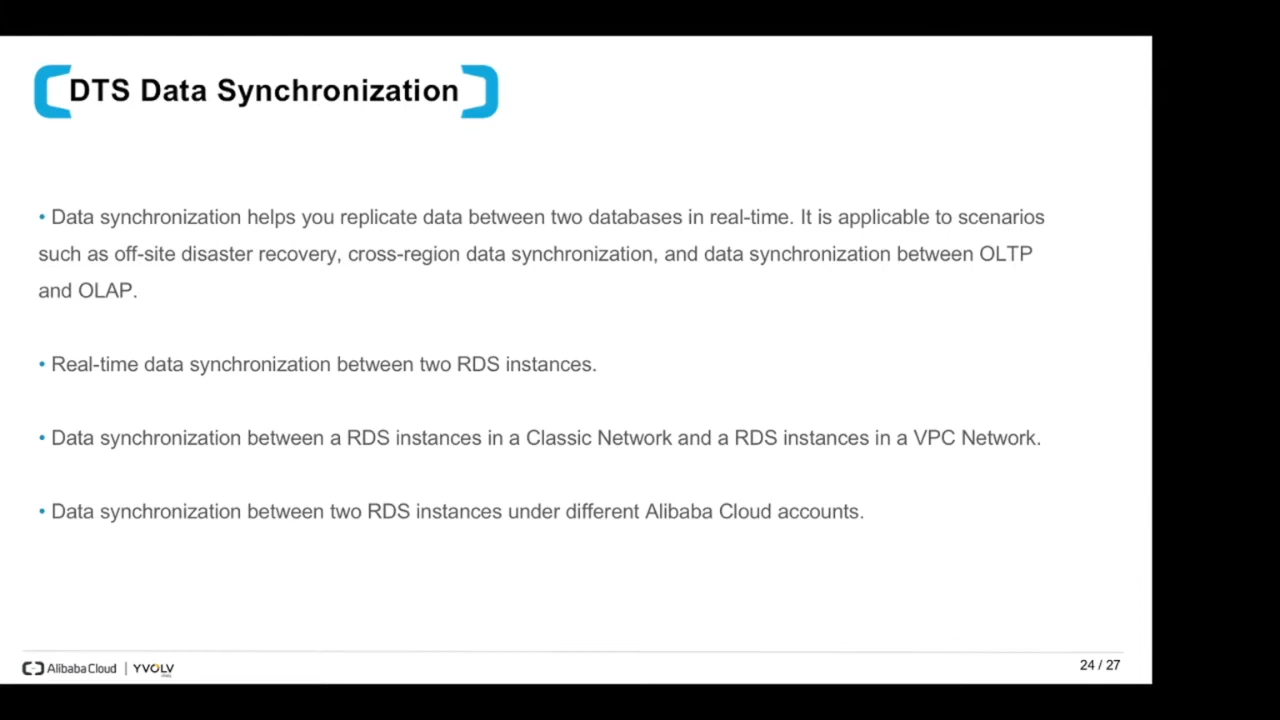 DTS Data Synchronization
• Data synchronization helps you replicate data between two databases in real-time. It is applicable to scenarios
such as off-site disaster recovery, cross-region data synchronization, and data synchronization between OLTP
and OLAP.
• Real-time data synchronization between two RDS instances.
• Data synchronization between a RDS instances in a Classic Network and a RDS instances in a VPC Network.
• Data synchronization between two RDS instances under different Alibaba Cloud accounts.
Alibaba Cloud | YVOLV
24 / 27